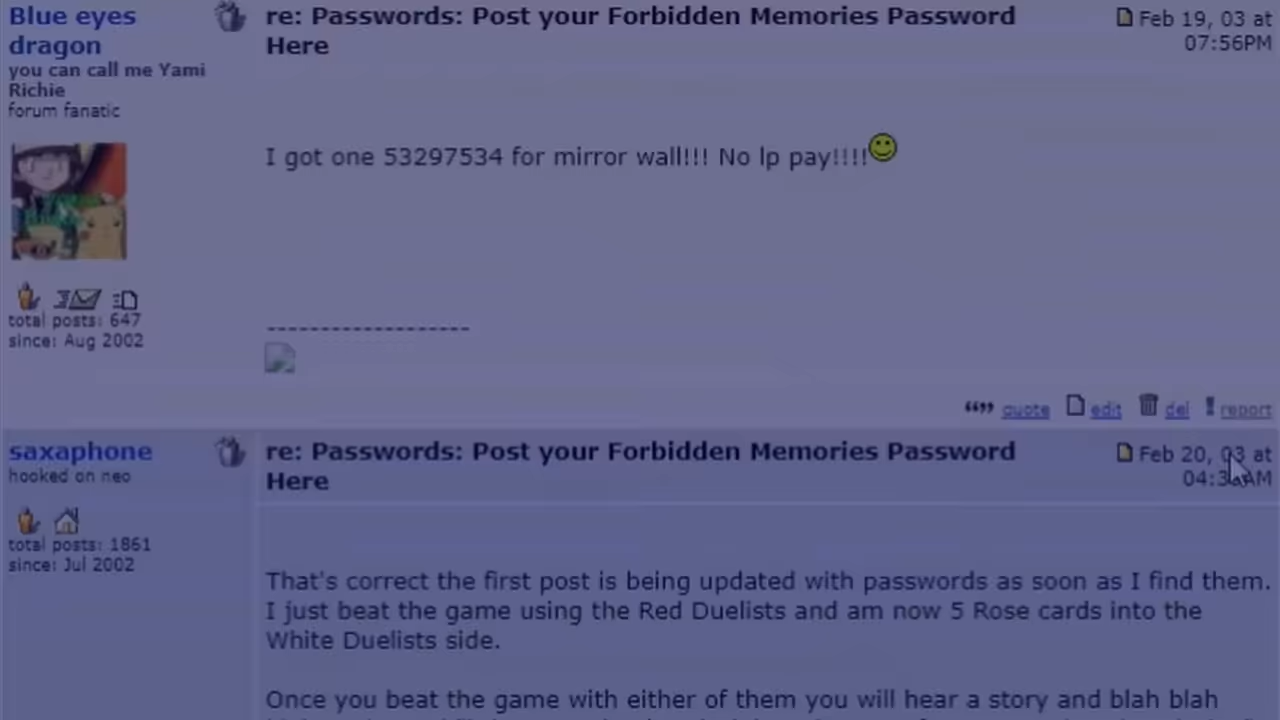 Blue eyes
dragon
you can call me Yami
Richie
forum fanatic
total posts: 647
since: Aug 2002
re: Passwords: Post your Forbidden Memories Password
Here
Feb 19, 03 at
07:56PM
I got one 53297534 for mirror wall!!! No lp pay!!!!
-------------------
quote edit del report
saxaphone
hooked on neo
total posts: 1861
since: Jul 2002
re: Passwords: Post your Forbidden Memories Password
Here
Feb 20, 03 at
That's correct the first post is being updated with passwords as soon as I find them.
I just beat the game using the Red Duelists and am now 5 Rose cards into the
White Duelists side.
Once you beat the game with either of them you will hear a story and blah blah